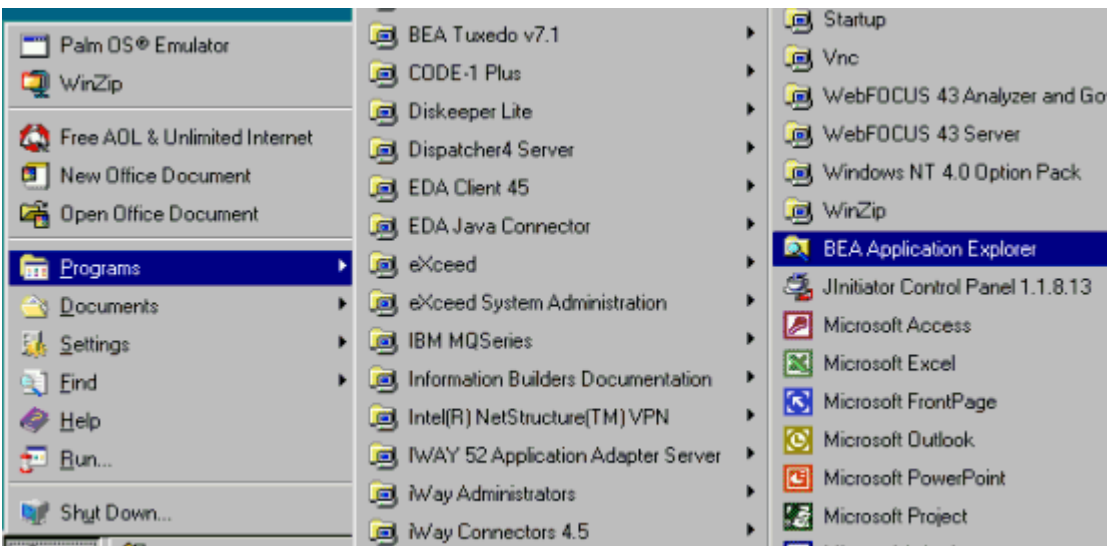 Palm OS® Emulator
WinZip
Free AOL & Unlimited Internet
New Office Document
Open Office Document
Programs
Documents
Settings
Find
Help
Run...
Shut Down...
BEA Tuxedo v7.1
CODE-1 Plus
Diskeeper Lite
Dispatcher4 Server
EDA Client 45
EDA Java Connector
eXceed
eXceed System Administration
IBM MQSeries
Information Builders Documentation
Intel(R) NetStructure(TM) VPN
IWAY 52 Application Adapter Server
iWay Administrators
iWay Connectors 4.5
Startup
Vnc
WebFOCUS 43 Analyzer and Go
WebFOCUS 43 Server
Windows NT 4.0 Option Pack
WinZip
BEA Application Explorer
JInitiator Control Panel 1.1.8.13
Microsoft Access
Microsoft Excel
Microsoft FrontPage
Microsoft Outlook
Microsoft PowerPoint
Microsoft Project